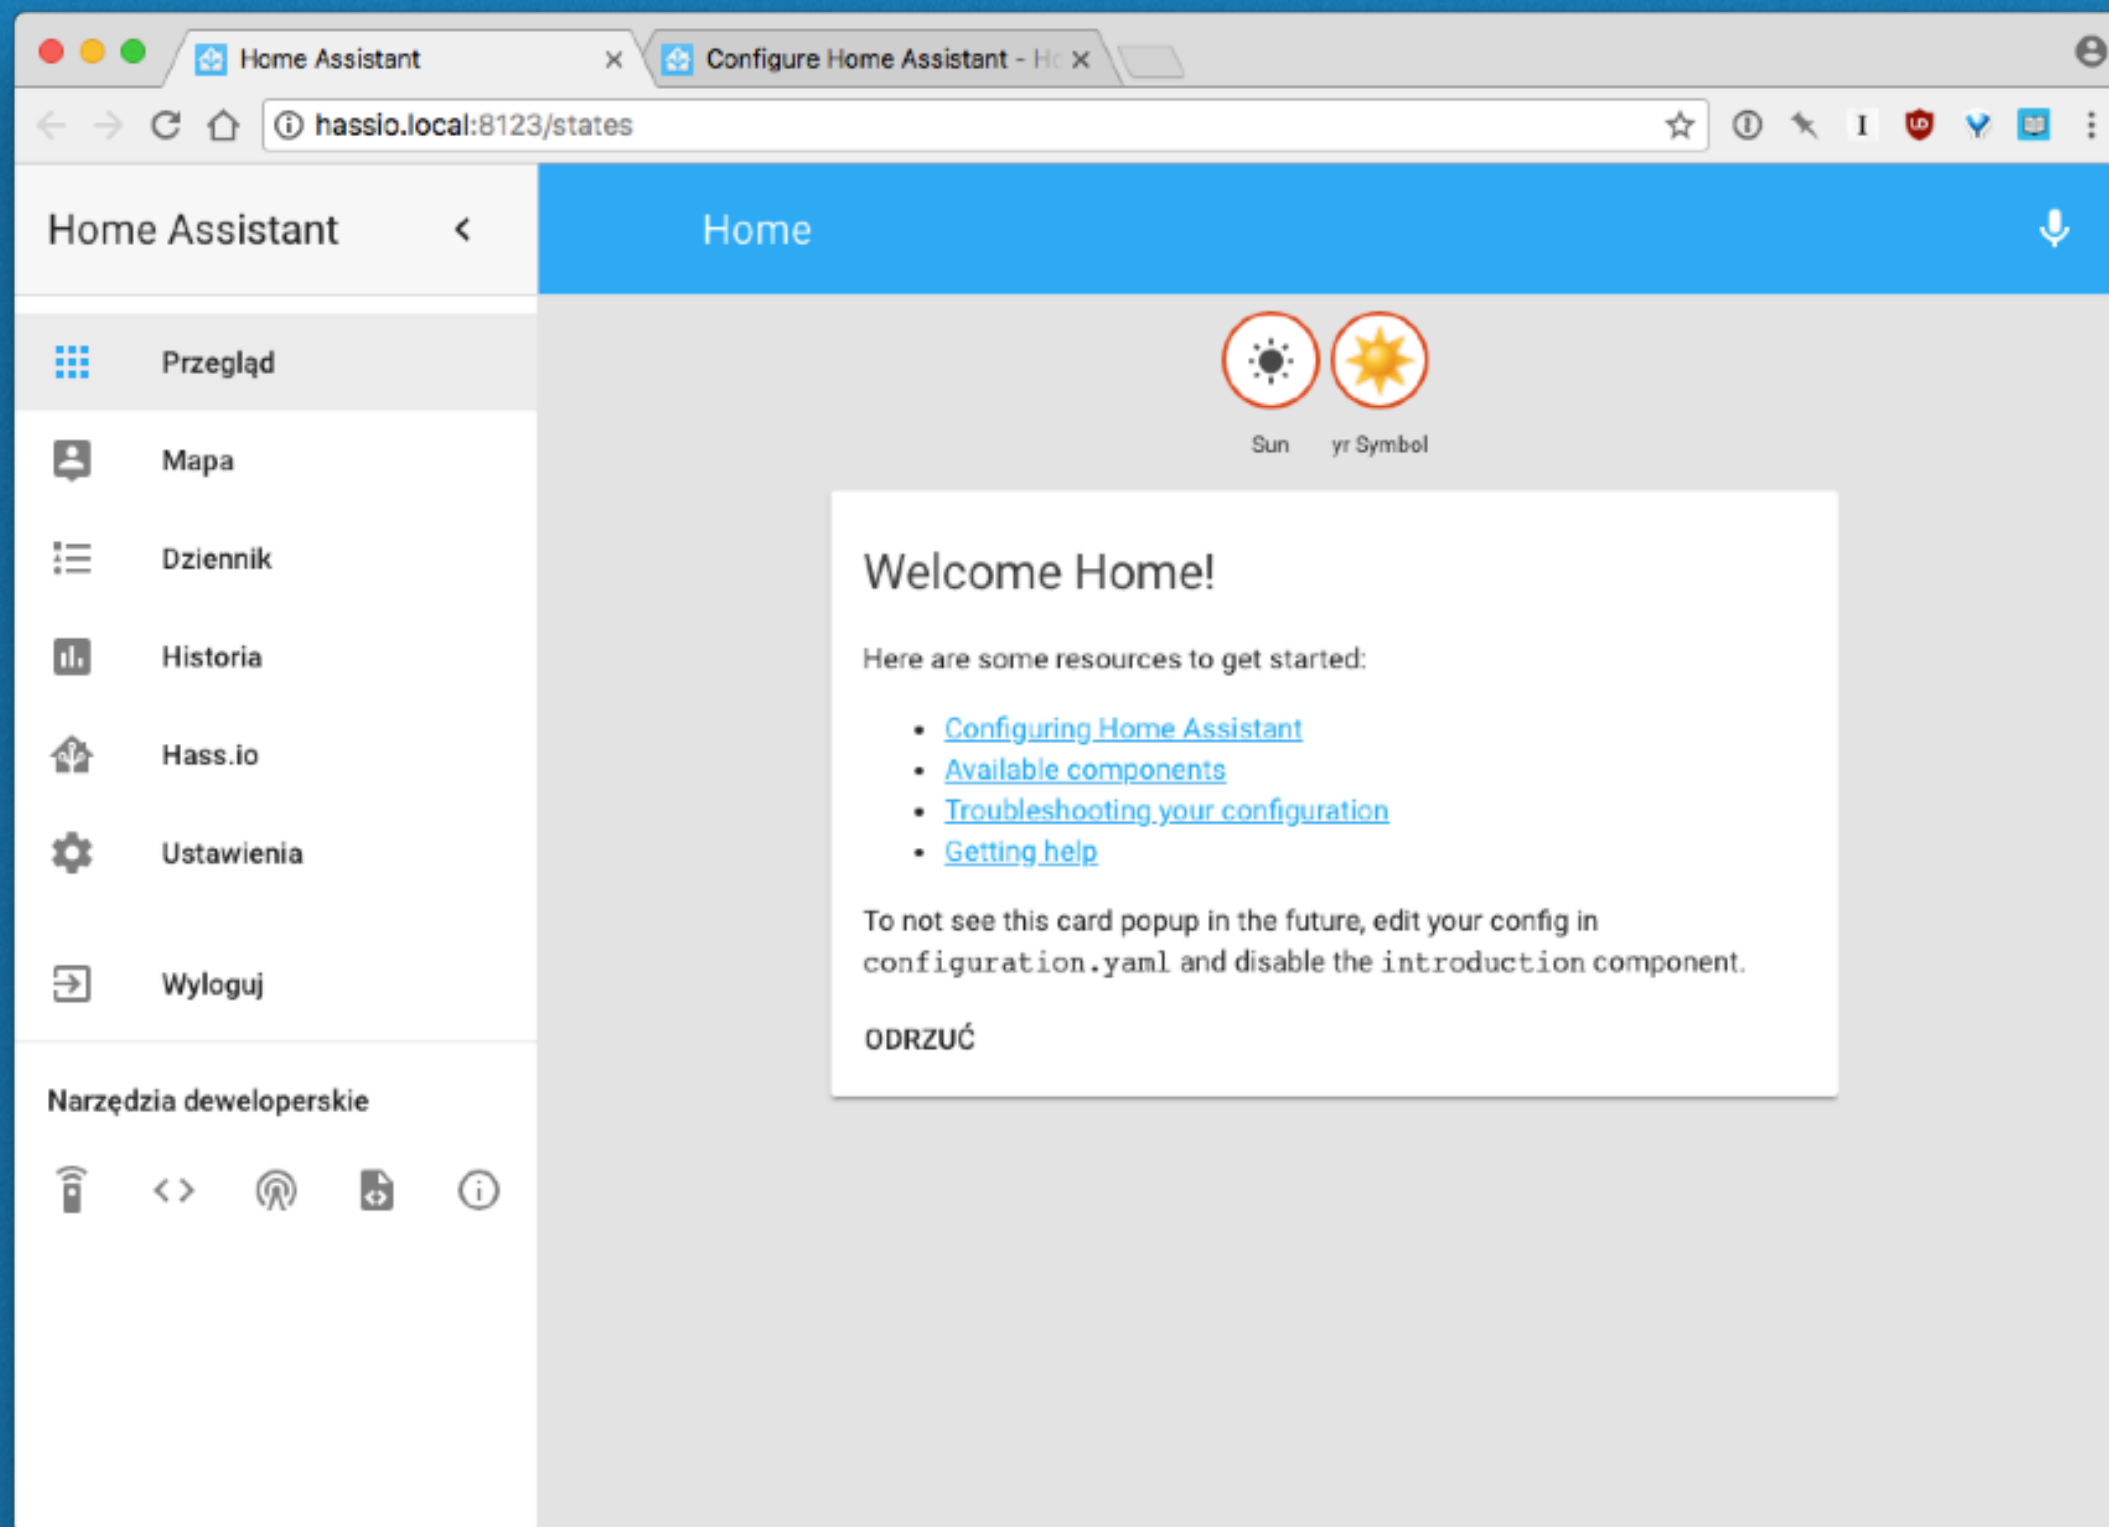 Home Assistant
Configure Home Assistant -
hassio.local:8123/states
Home Assistant
Home
Przegląd
Mapa
Dziennik
Historia
Hass.io
Ustawienia
Wyloguj
Narzędzia deweloperskie
Sun
yr Symbol
Welcome Home!
Here are some resources to get started:
Configuring Home Assistant
Available components
Troubleshooting your configuration
Getting help
To not see this card popup in the future, edit your config in
configuration.yaml and disable the introduction component.
ODRZUĆ